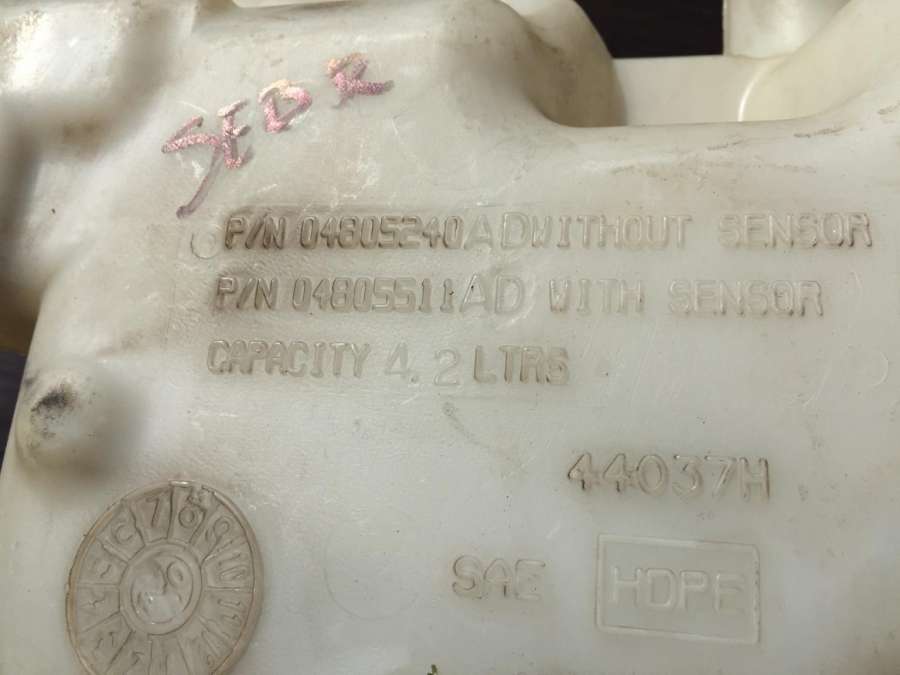 SEBR
P/N 04805240AD WITHOUT SENSOR
P/N 04805511AD WITH SENSOR
CAPACITY 4.2 LTRS
44037H
SAE HDPE